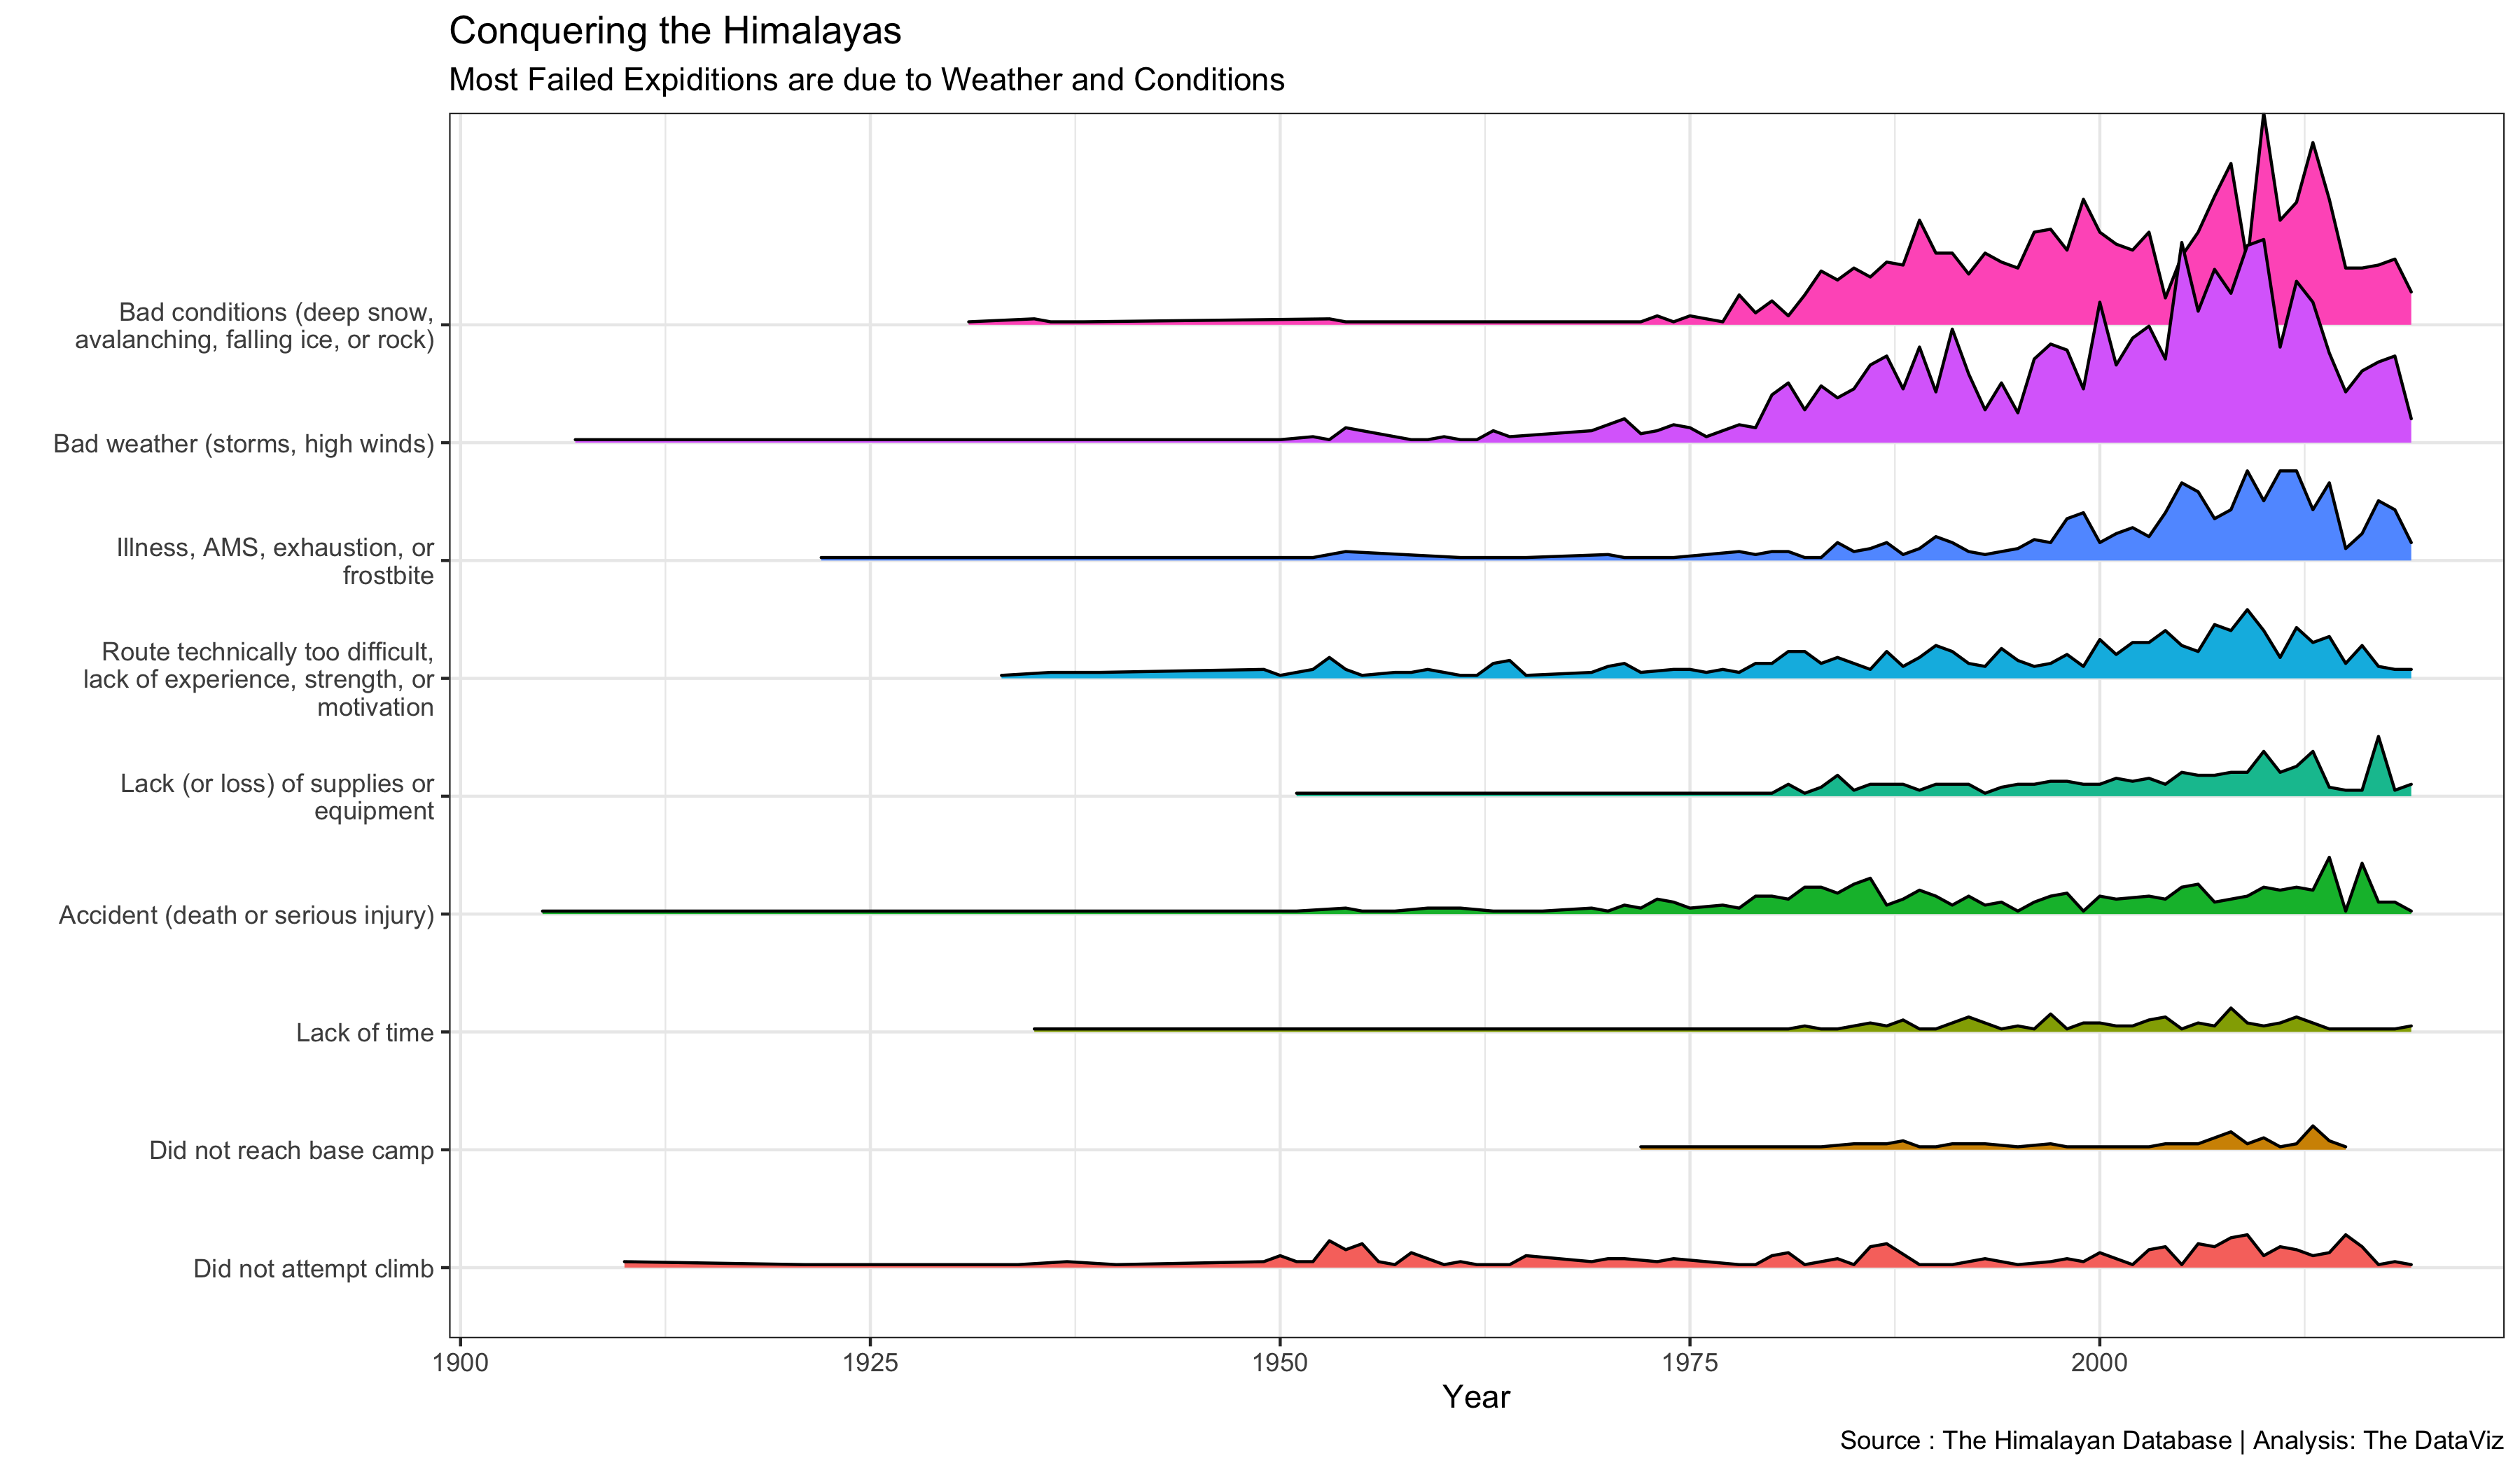 Conquering the Himalayas
Most Failed Expiditions are due to Weather and Conditions
Bad conditions (deep snow,
avalanching, falling ice, or rock)
Bad weather (storms, high winds)
Illness, AMS, exhaustion, or
frostbite
Route technically too difficult,
lack of experience, strength, or
motivation
Lack (or loss) of supplies or
equipment
Accident (death or serious injury)
Lack of time
Did not reach base camp
Did not attempt climb
1900 1925 1950 1975 2000
Year
Source : The Himalayan Database | Analysis: The DataViz